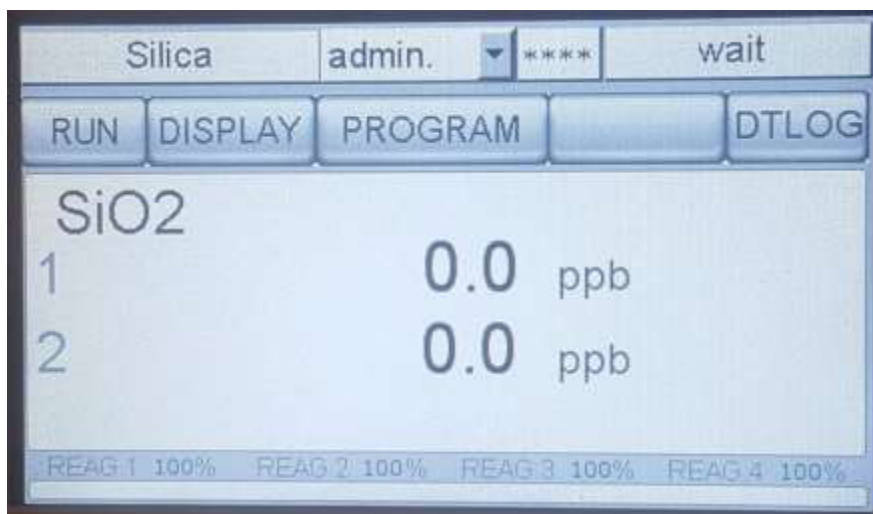 Silica admin. **** wait
RUN DISPLAY PROGRAM DTLOG
SiO2
1 0.0 ppb
2 0.0 ppb
REAG 1 100% REAG 2 100% REAG 3 100% REAG 4 100%